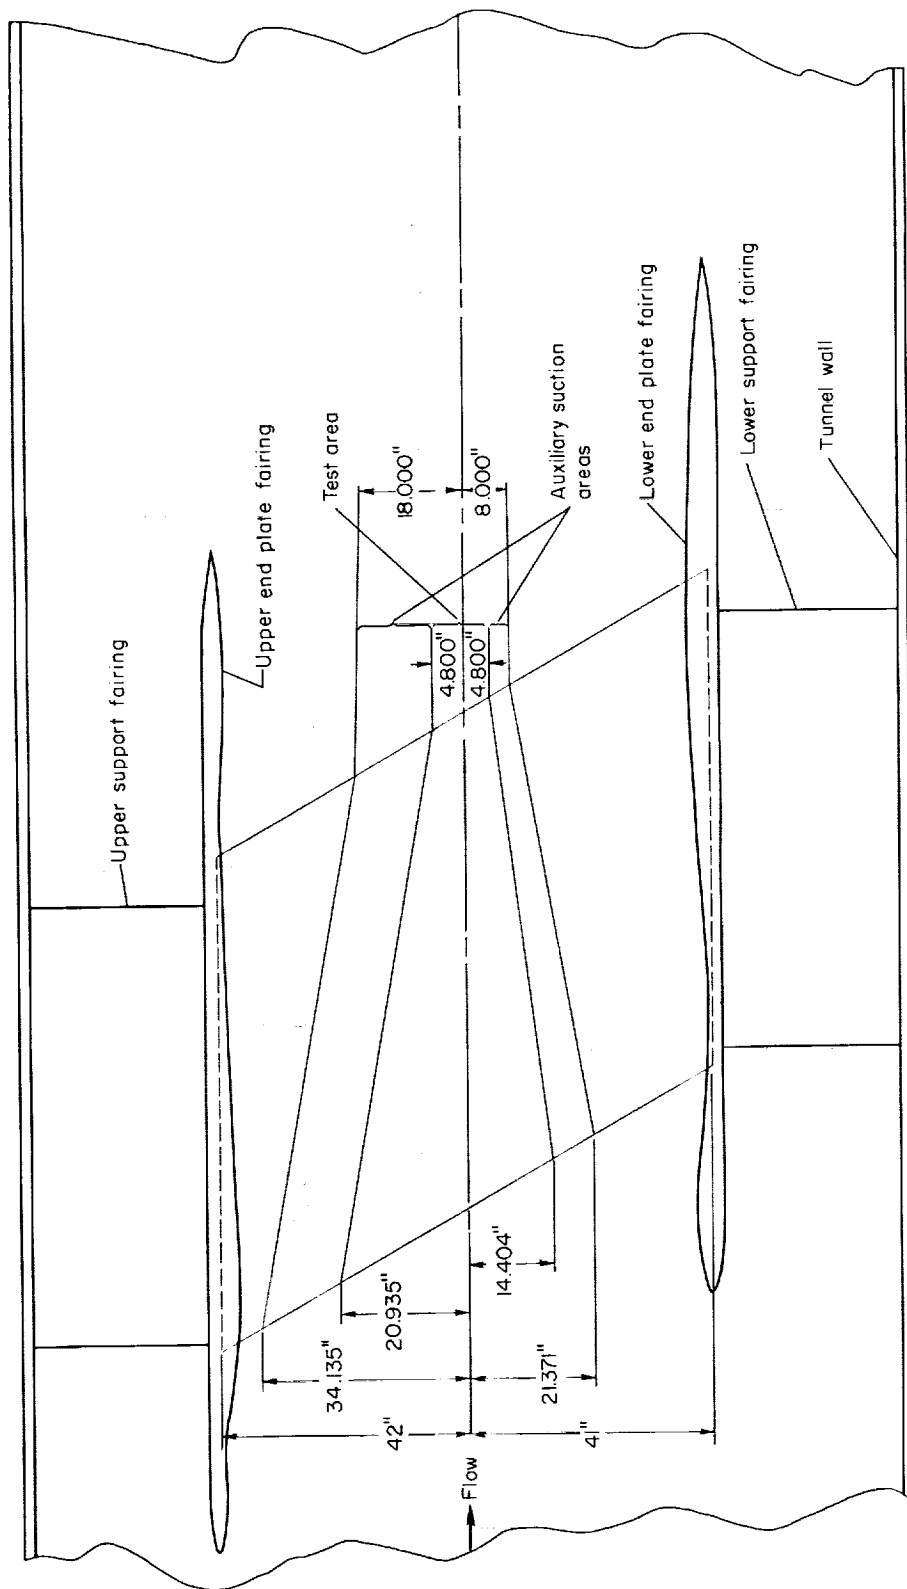 Upper support fairing
Upper end plate fairing
Test area
18.000"
8.000"
Auxiliary suction
areas
4.800"
4.800"
Lower end plate fairing
Lower support fairing
Tunnel wall
34.135"
20.935"
14.404"
21.371"
42"
41"
Flow